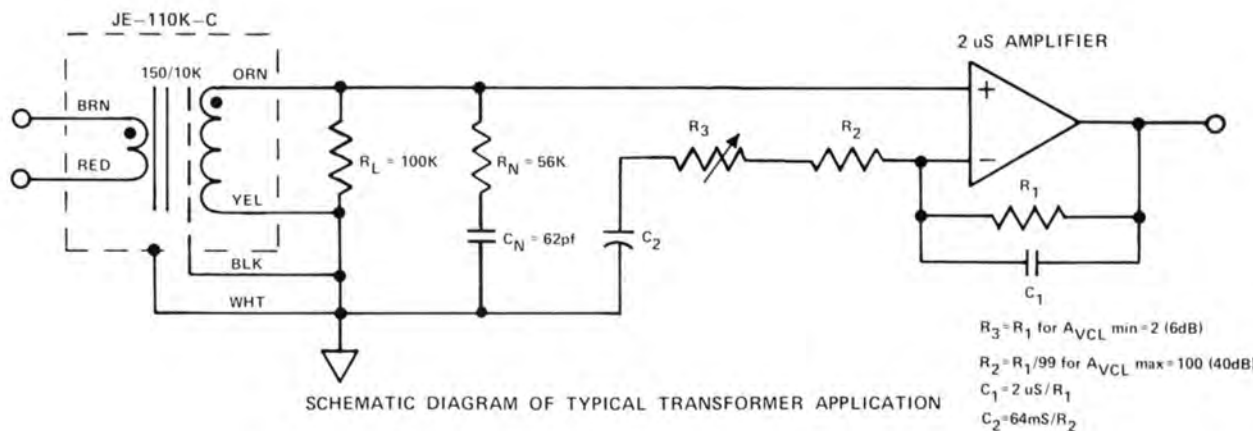 JE-110K-C
2 uS AMPLIFIER
150/10K
ORN
BRN
RED
YEL
BLK
WHT
R_L = 100K
R_N = 56K
C_N = 62pf
C_2
R_3
R_2
+
−
R_1
C_1
R_3=R_1 for A_VCL min=2 (6dB)
R_2=R_1/99 for A_VCL max=100 (40dB)
C_1=2 uS/R_1
C_2=64mS/R_2
SCHEMATIC DIAGRAM OF TYPICAL TRANSFORMER APPLICATION